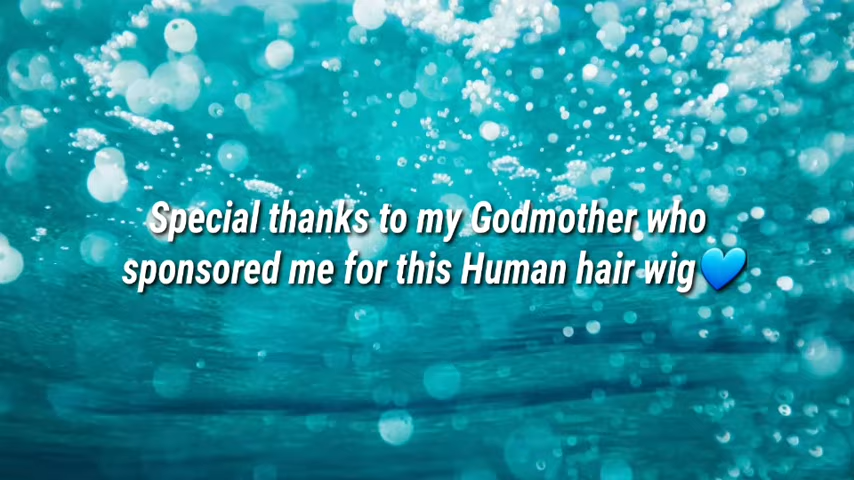 Special thanks to my Godmother who
sponsored me for this Human hair wig💙